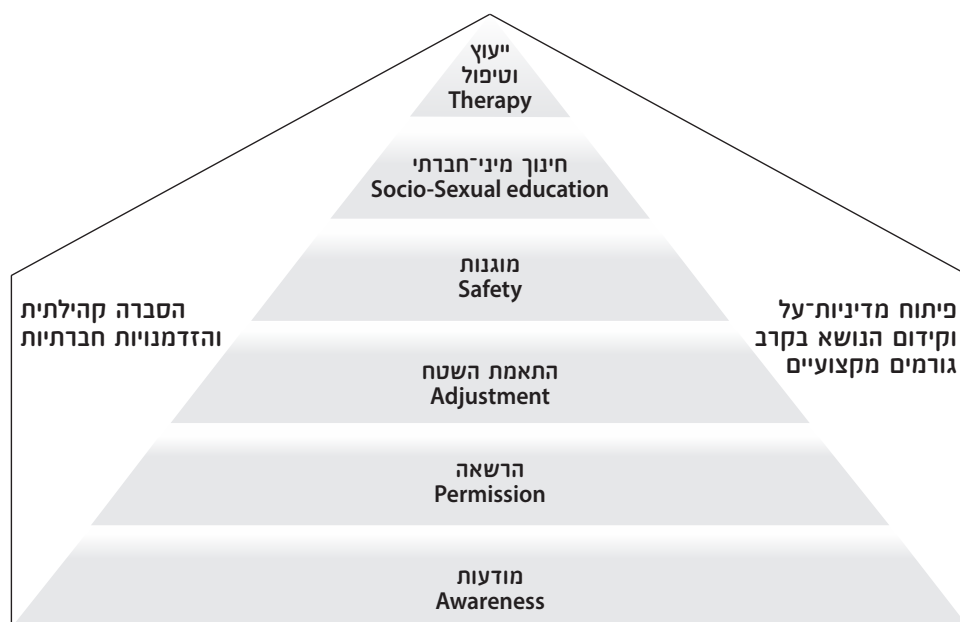 ייעוץ
וטיפול
Therapy
חינוך מיני־חברתי
Socio-Sexual education
מוגנות
Safety
פיתוח מדיניות־על
וקידום הנושא בקרב
גורמים מקצועיים
הסברה קהילתית
והזדמנויות חברתיות
התאמת השטח
Adjustment
הרשאה
Permission
מודעות
Awareness